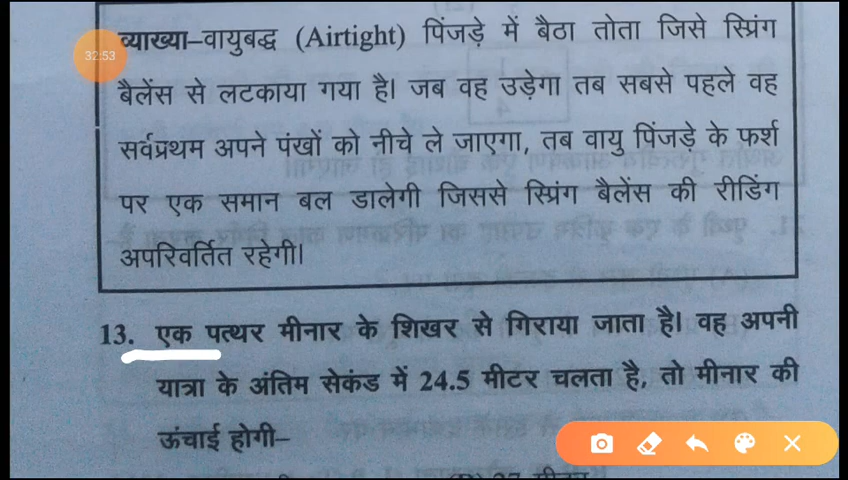 व्याख्या–वायुबद्ध (Airtight) पिंजड़े में बैठा तोता जिसे स्प्रिंग
32:53
बैलेंस से लटकाया गया है। जब वह उड़ेगा तब सबसे पहले वह
सर्वप्रथम अपने पंखों को नीचे ले जाएगा, तब वायु पिंजड़े के फर्श
पर एक समान बल डालेगी जिससे स्प्रिंग बैलेंस की रीडिंग
अपरिवर्तित रहेगी।
13. एक पत्थर मीनार के शिखर से गिराया जाता है। वह अपनी
यात्रा के अंतिम सेकंड में 24.5 मीटर चलता है, तो मीनार की
ऊंचाई होगी–